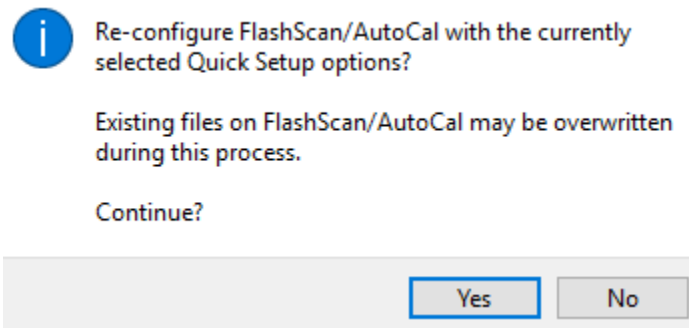 Re-configure FlashScan/AutoCal with the currently
selected Quick Setup options?
Existing files on FlashScan/AutoCal may be overwritten
during this process.
Continue?
Yes No